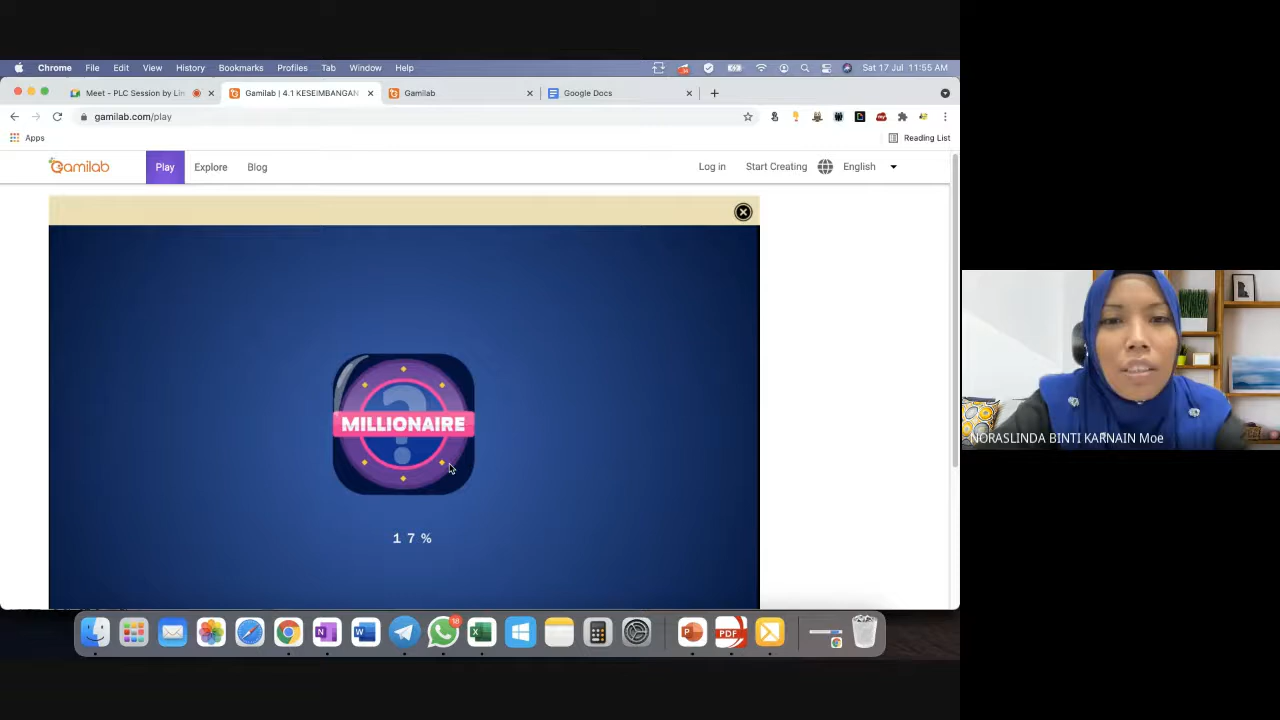 Chrome File Edit View History Bookmarks Profiles Tab Window Help Sat 17 Jul 11:55 AM
Meet - PLC Session by Lin
Gamilab | 4.1 KESEIMBANGAN
Gamilab
Google Docs
gamilab.com/play
Apps
Reading List
Gamilab
Play
Explore
Blog
Log in
Start Creating
English
?
MILLIONAIRE
17%
NORASLINDA BINTI KARNAIN Moe
N
W
X
P
PDF